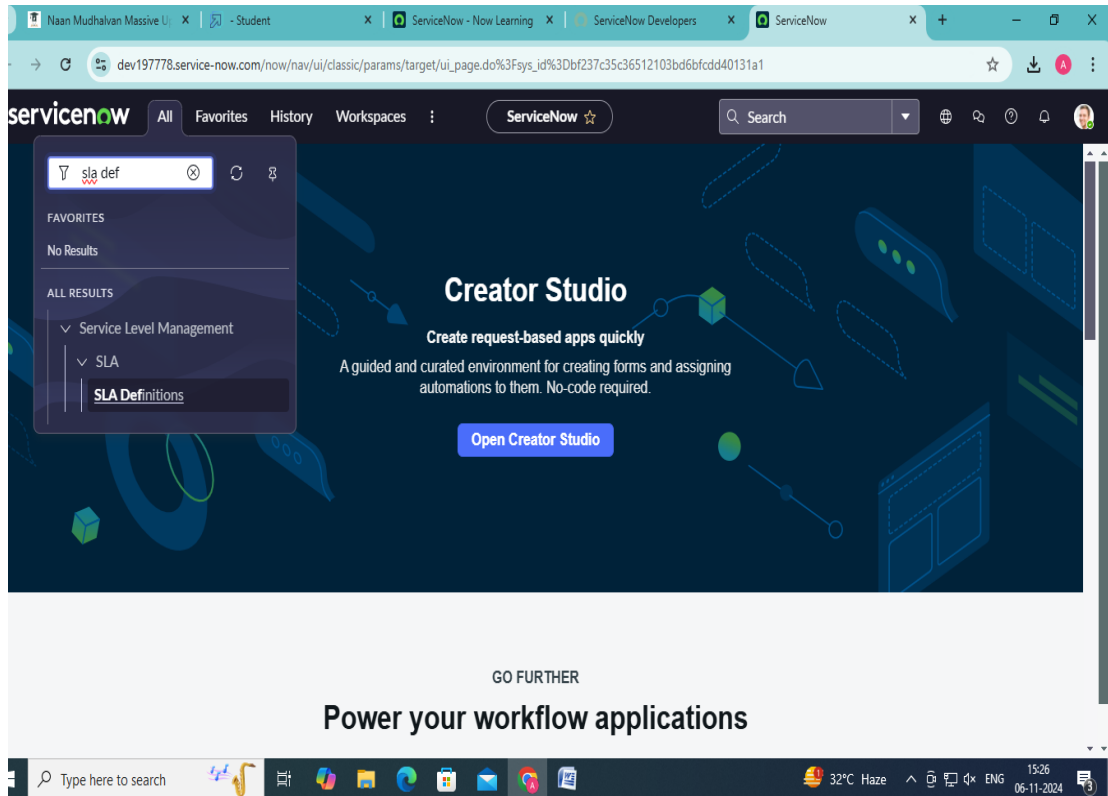 Naan Mudhalvan Massive U
- Student
ServiceNow - Now Learning
ServiceNow Developers
ServiceNow
dev197778.service-now.com/now/nav/ui/classic/params/target/ui_page.do%3Fsys_id%3Dbf237c35c36512103bd6bfcdd40131a1
A
servicenow All Favorites History Workspaces ServiceNow Search
sla def
FAVORITES
No Results
ALL RESULTS
Service Level Management
SLA
SLA Definitions
Creator Studio
Create request-based apps quickly
A guided and curated environment for creating forms and assigning
automations to them. No-code required.
Open Creator Studio
GO FURTHER
Power your workflow applications
Type here to search
32°C Haze
ENG
15:26
06-11-2024
3